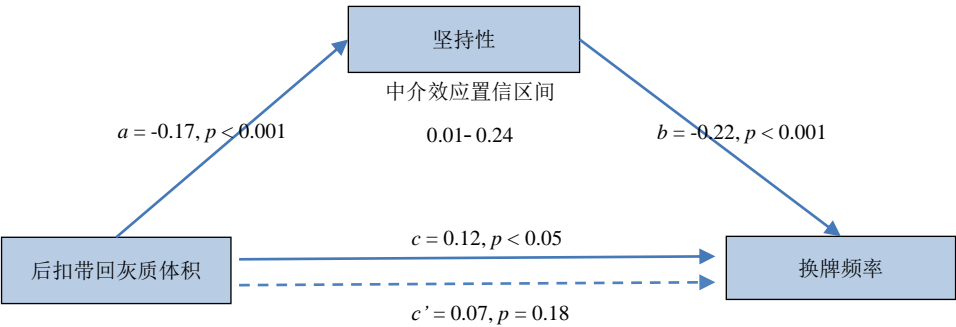 坚持性
中介效应置信区间
0.01- 0.24
a = -0.17, p < 0.001
b = -0.22, p < 0.001
c = 0.12, p < 0.05
后扣带回灰质体积
换牌频率
c’ = 0.07, p = 0.18